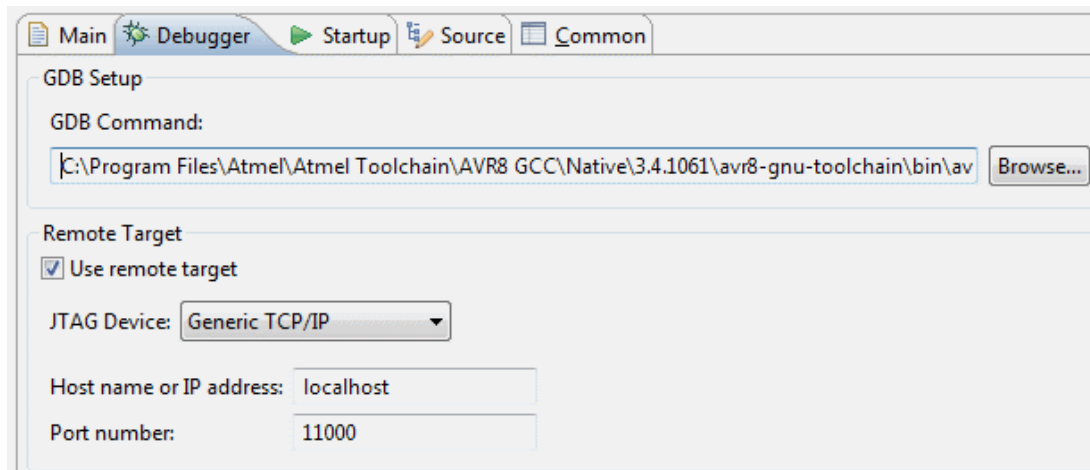 Main Debugger Startup Source Common
GDB Setup
GDB Command:
C:\Program Files\Atmel\Atmel Toolchain\AVR8 GCC\Native\3.4.1061\avr8-gnu-toolchain\bin\av Browse...
Remote Target
Use remote target
JTAG Device: Generic TCP/IP
Host name or IP address: localhost
Port number: 11000